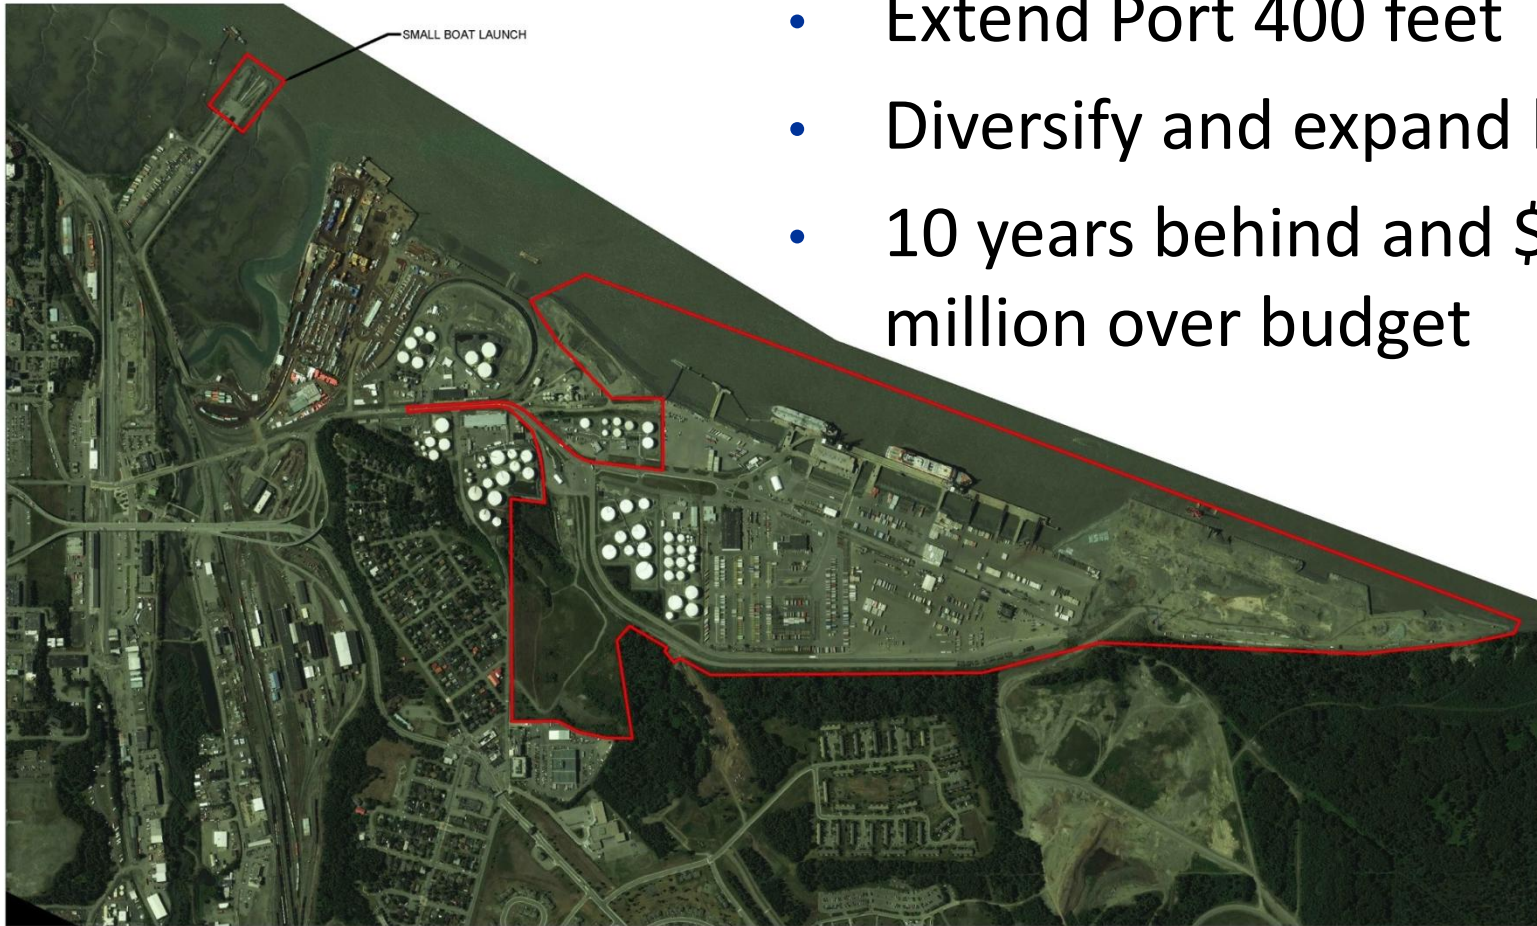 SMALL BOAT LAUNCH
• Extend Port 400 feet
• Diversify and expand
• 10 years behind and $
million over budget